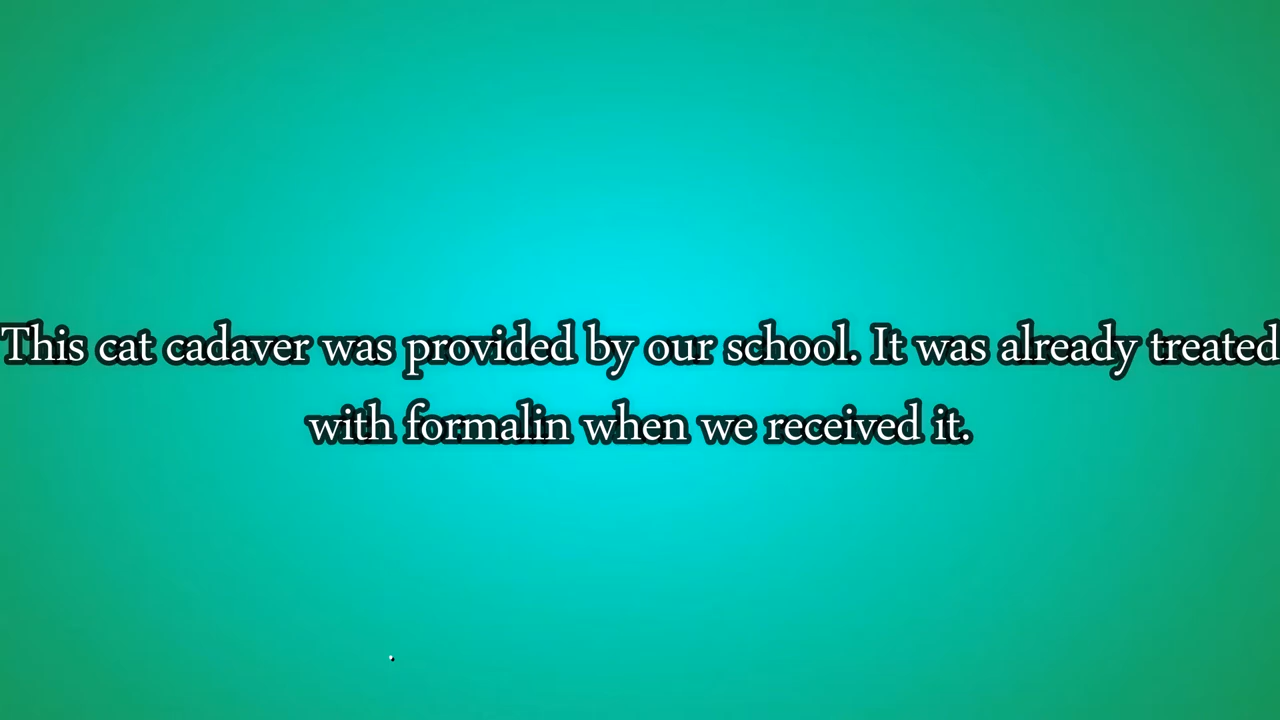 This cat cadaver was provided by our school. It was already treated
with formalin when we received it.